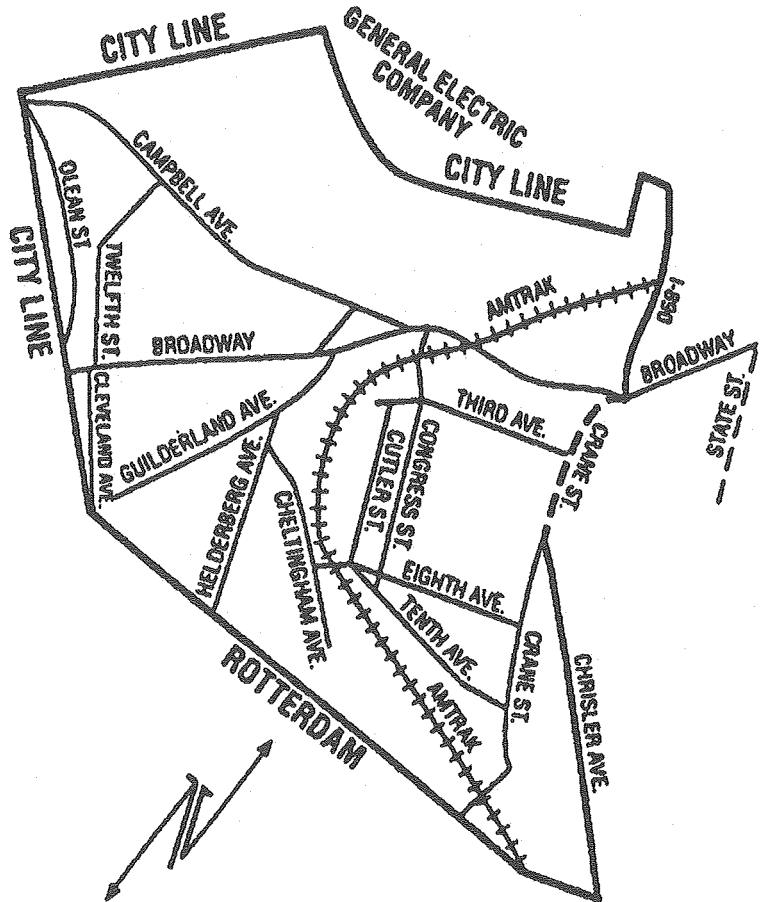 CITY LINE
GENERAL ELECTRIC
COMPANY
CITY LINE
OLEAN ST
CAMPBELL AVE.
CITY LINE
TWELFTH ST.
AMTRAK
I-890
BROADWAY
BROADWAY
STATE ST.
CLEVELAND AVE.
GUILDERLAND AVE.
THIRD AVE.
CRANE ST.
CUTLER ST.
CONGRESS ST.
HELDERBERG AVE.
CHELTINGHAM AVE.
EIGHTH AVE.
TENTH AVE.
CRANE ST.
CHRISLER AVE.
ROTTERDAM
AMTRAK
N